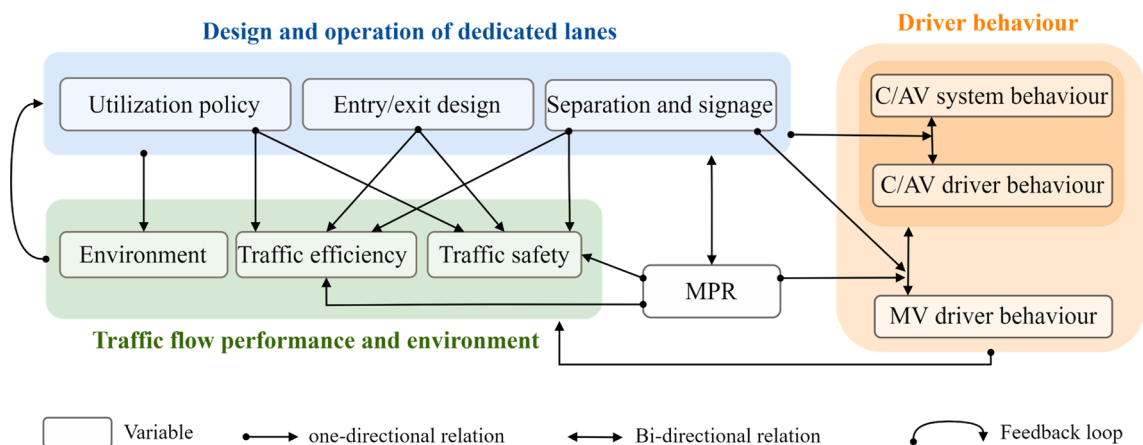 Design and operation of dedicated lanes
Driver behaviour
Utilization policy
Entry/exit design
Separation and signage
C/AV system behaviour
C/AV driver behaviour
Environment
Traffic efficiency
Traffic safety
MPR
MV driver behaviour
Traffic flow performance and environment
Variable
one-directional relation
Bi-directional relation
Feedback loop